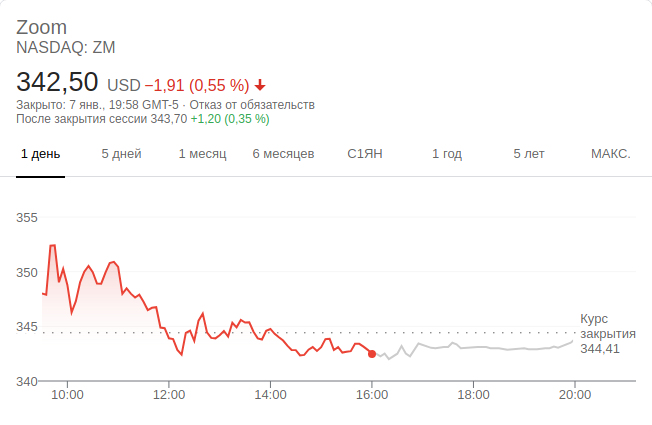 Zoom
NASDAQ: ZM
342,50 USD −1,91 (0,55 %)
Закрыто: 7 янв., 19:58 GMT-5 · Отказ от обязательств
После закрытия сессии 343,70 +1,20 (0,35 %)
1 день 5 дней 1 месяц 6 месяцев С1ЯН 1 год 5 лет МАКС.
355
350
345
340
Курс
закрытия
344,41
10:00 12:00 14:00 16:00 18:00 20:00